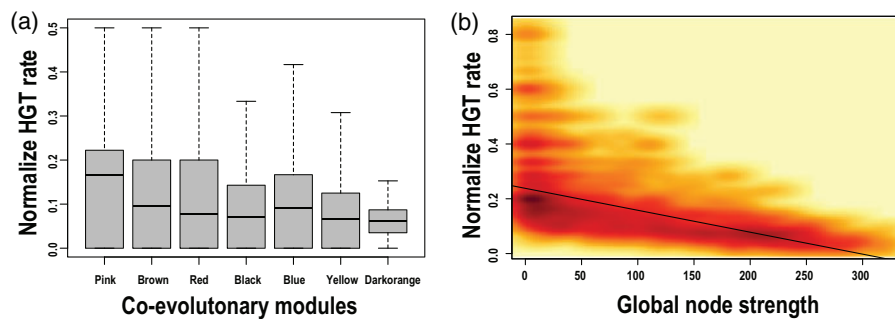 (a)
Normalize HGT rate
0.5
0.4
0.3
0.2
0.1
0.0
Pink Brown Red Black Blue Yellow Darkorange
Co-evolutonary modules
(b)
Normalize HGT rate
0.8
0.6
0.4
0.2
0.0
0 50 100 150 200 250 300
Global node strength